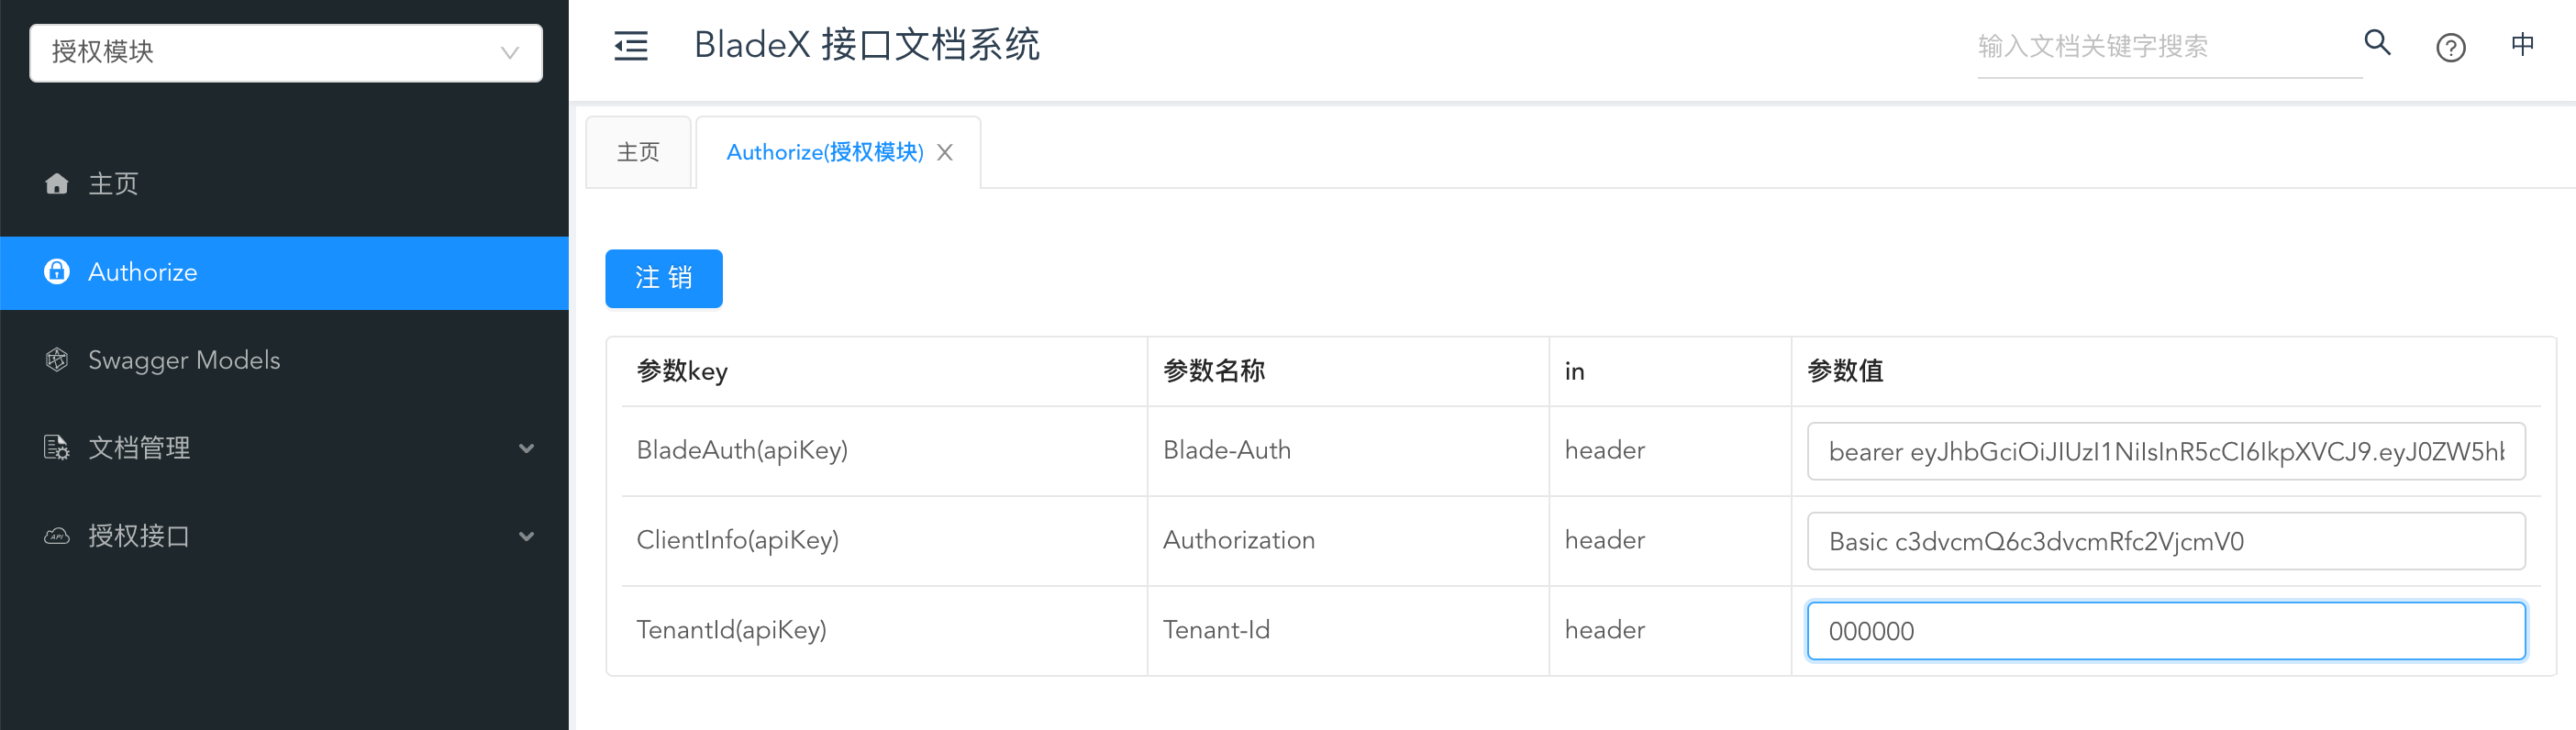 授权模块
主页
Authorize
Swagger Models
文档管理
授权接口
BladeX 接口文档系统
输入文档关键字搜索
中
主页 Authorize(授权模块)
注 销
参数key 参数名称 in 参数值
BladeAuth(apiKey) Blade-Auth header bearer eyJhbGciOiJIUzI1NiIsInR5cCI6IkpXVCJ9.eyJ0ZW5h
ClientInfo(apiKey) Authorization header Basic c3dvcmQ6c3dvcmRfc2VjcmV0
TenantId(apiKey) Tenant-Id header 000000